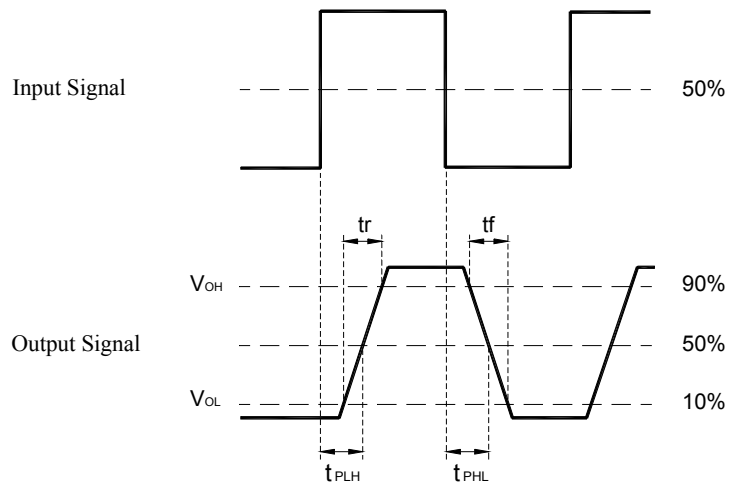 Input Signal 50%
tr tf
VOH 90%
Output Signal 50%
VOL 10%
tPLH tPHL